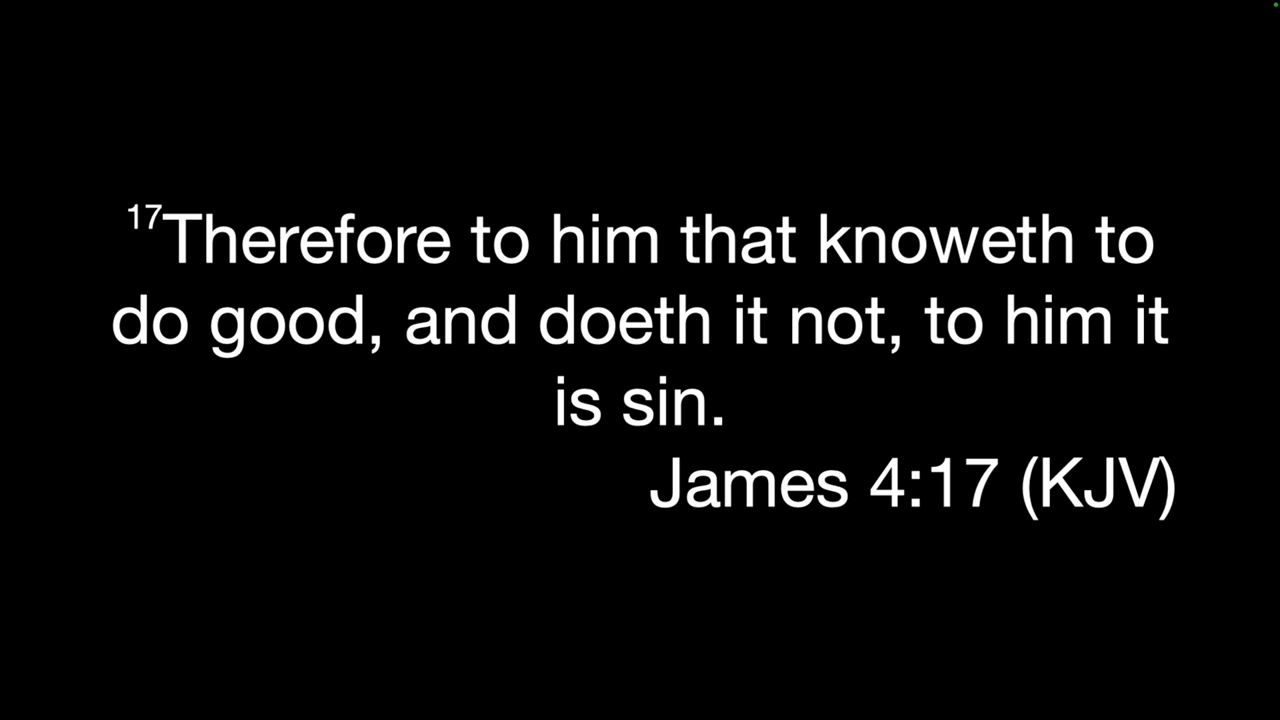 17Therefore to him that knoweth to
do good, and doeth it not, to him it
is sin.
James 4:17 (KJV)